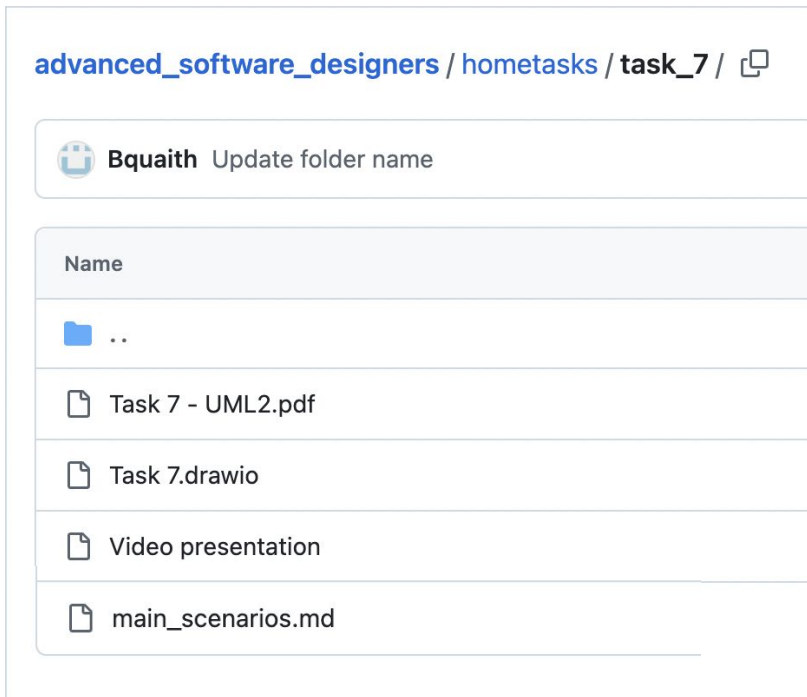 advanced_software_designers / hometasks / task_7 /
Bquaith Update folder name
Name
..
Task 7 - UML2.pdf
Task 7.drawio
Video presentation
main_scenarios.md